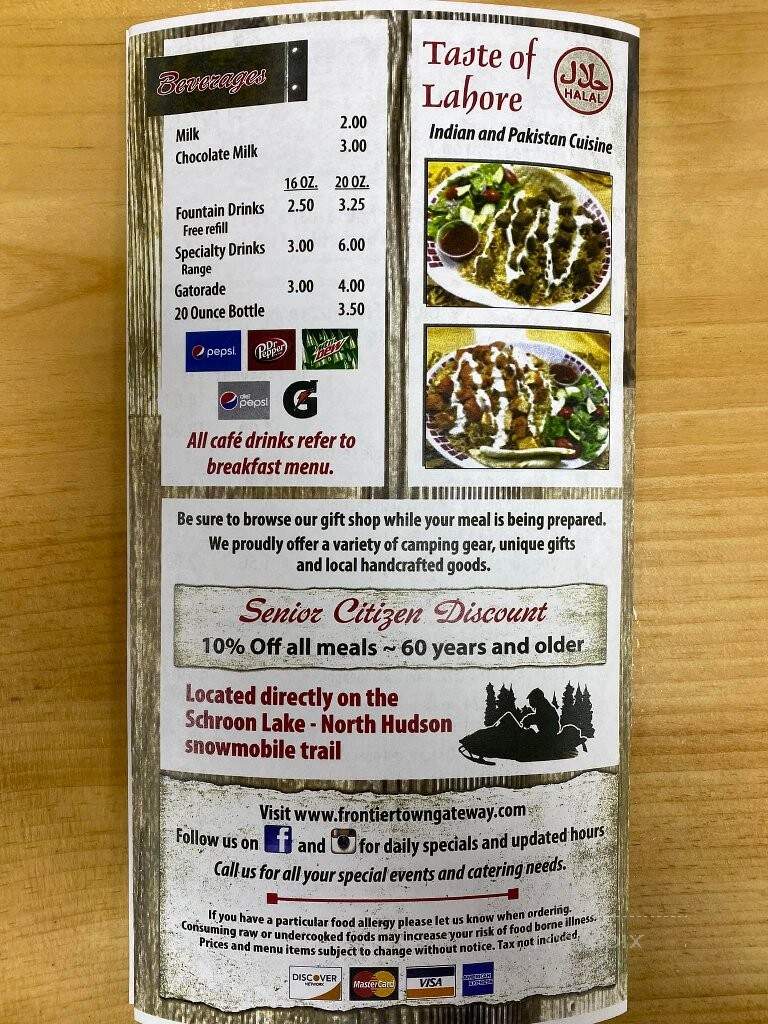 Beverages
Milk 2.00
Chocolate Milk 3.00
16 OZ. 20 OZ.
Fountain Drinks 2.50 3.25
Free refill
Specialty Drinks 3.00 6.00
Range
Gatorade 3.00 4.00
20 Ounce Bottle 3.50
pepsi
Dr Pepper
Mtn Dew
diet pepsi
G
All café drinks refer to
breakfast menu.
Taste of
Lahore
حلال
HALAL
Indian and Pakistan Cuisine
Be sure to browse our gift shop while your meal is being prepared.
We proudly offer a variety of camping gear, unique gifts
and local handcrafted goods.
Senior Citizen Discount
10% Off all meals ~ 60 years and older
Located directly on the
Schroon Lake - North Hudson
snowmobile trail
Visit www.frontiertowngateway.com
Follow us on f and for daily specials and updated hours
Call us for all your special events and catering needs.
If you have a particular food allergy please let us know when ordering.
Consuming raw or undercooked foods may increase your risk of food borne illness.
Prices and menu items subject to change without notice. Tax not included.
DISCOVER
NETWORK
MasterCard
VISA
AMERICAN
EXPRESS